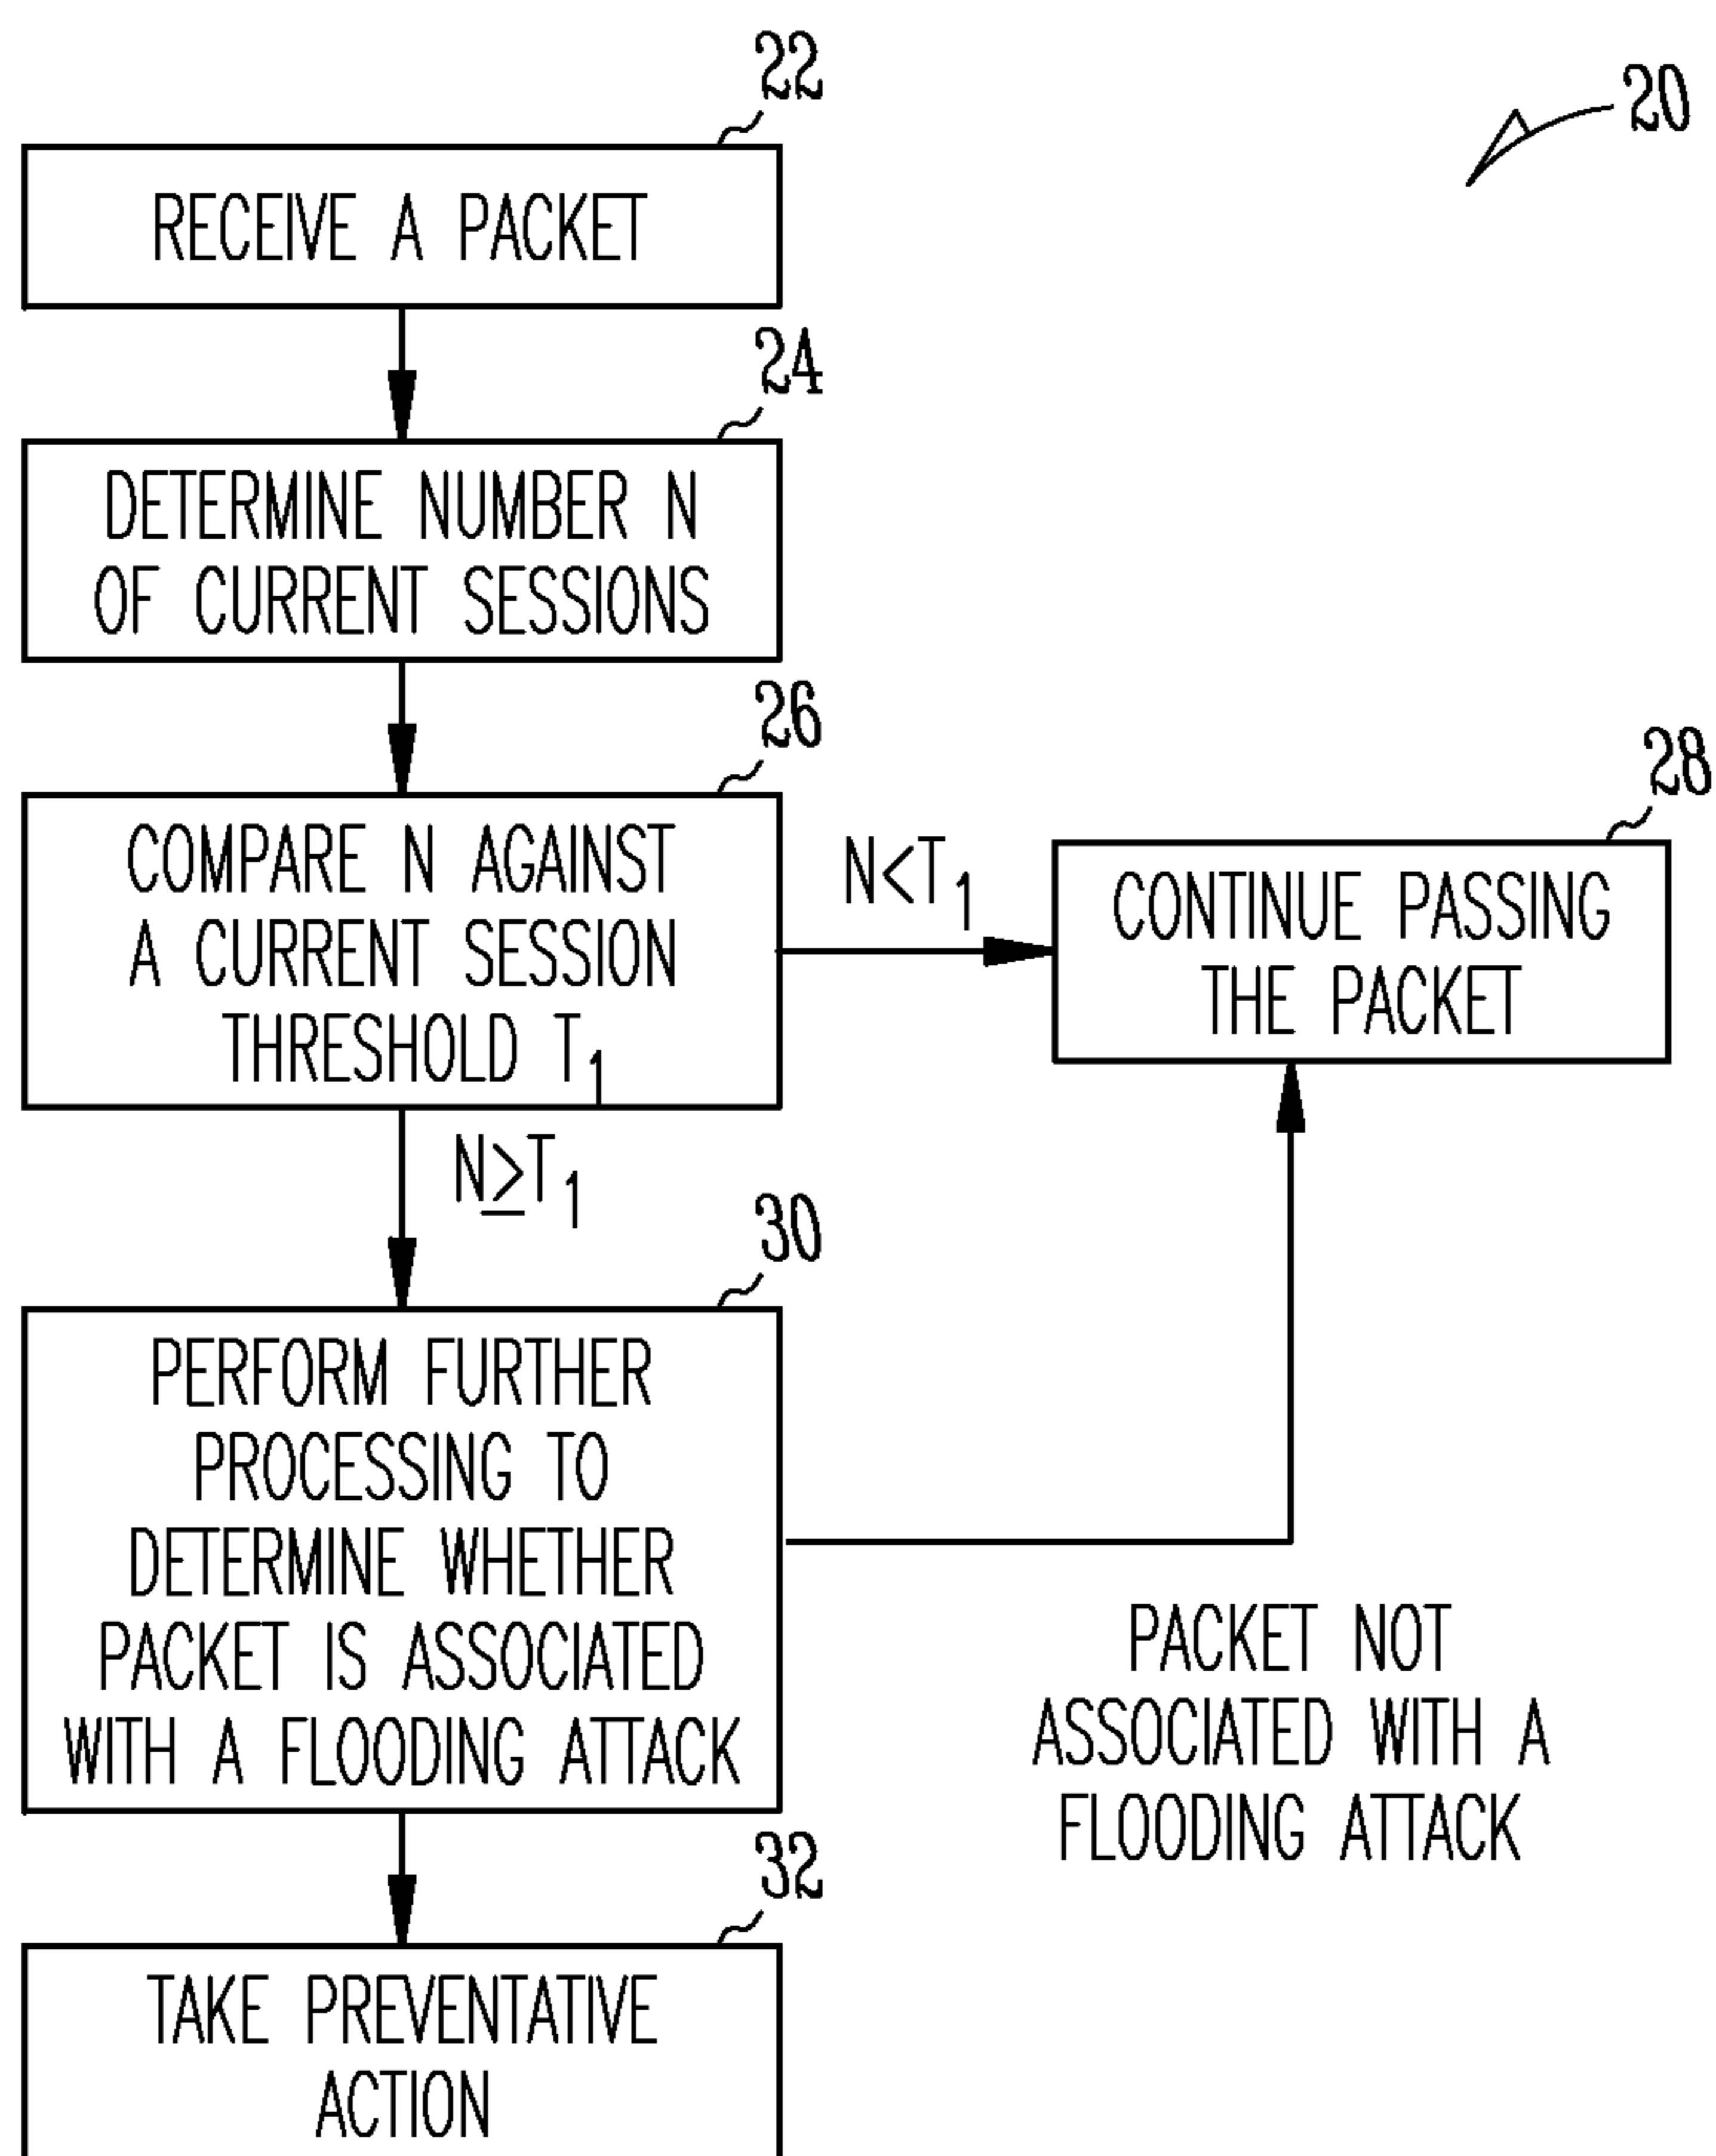 22
20
RECEIVE A PACKET
24
DETERMINE NUMBER N
OF CURRENT SESSIONS
26
COMPARE N AGAINST
A CURRENT SESSION
THRESHOLD T1
N<T1
28
CONTINUE PASSING
THE PACKET
N≥T1
30
PERFORM FURTHER
PROCESSING TO
DETERMINE WHETHER
PACKET IS ASSOCIATED
WITH A FLOODING ATTACK
PACKET NOT
ASSOCIATED WITH A
FLOODING ATTACK
32
TAKE PREVENTATIVE
ACTION